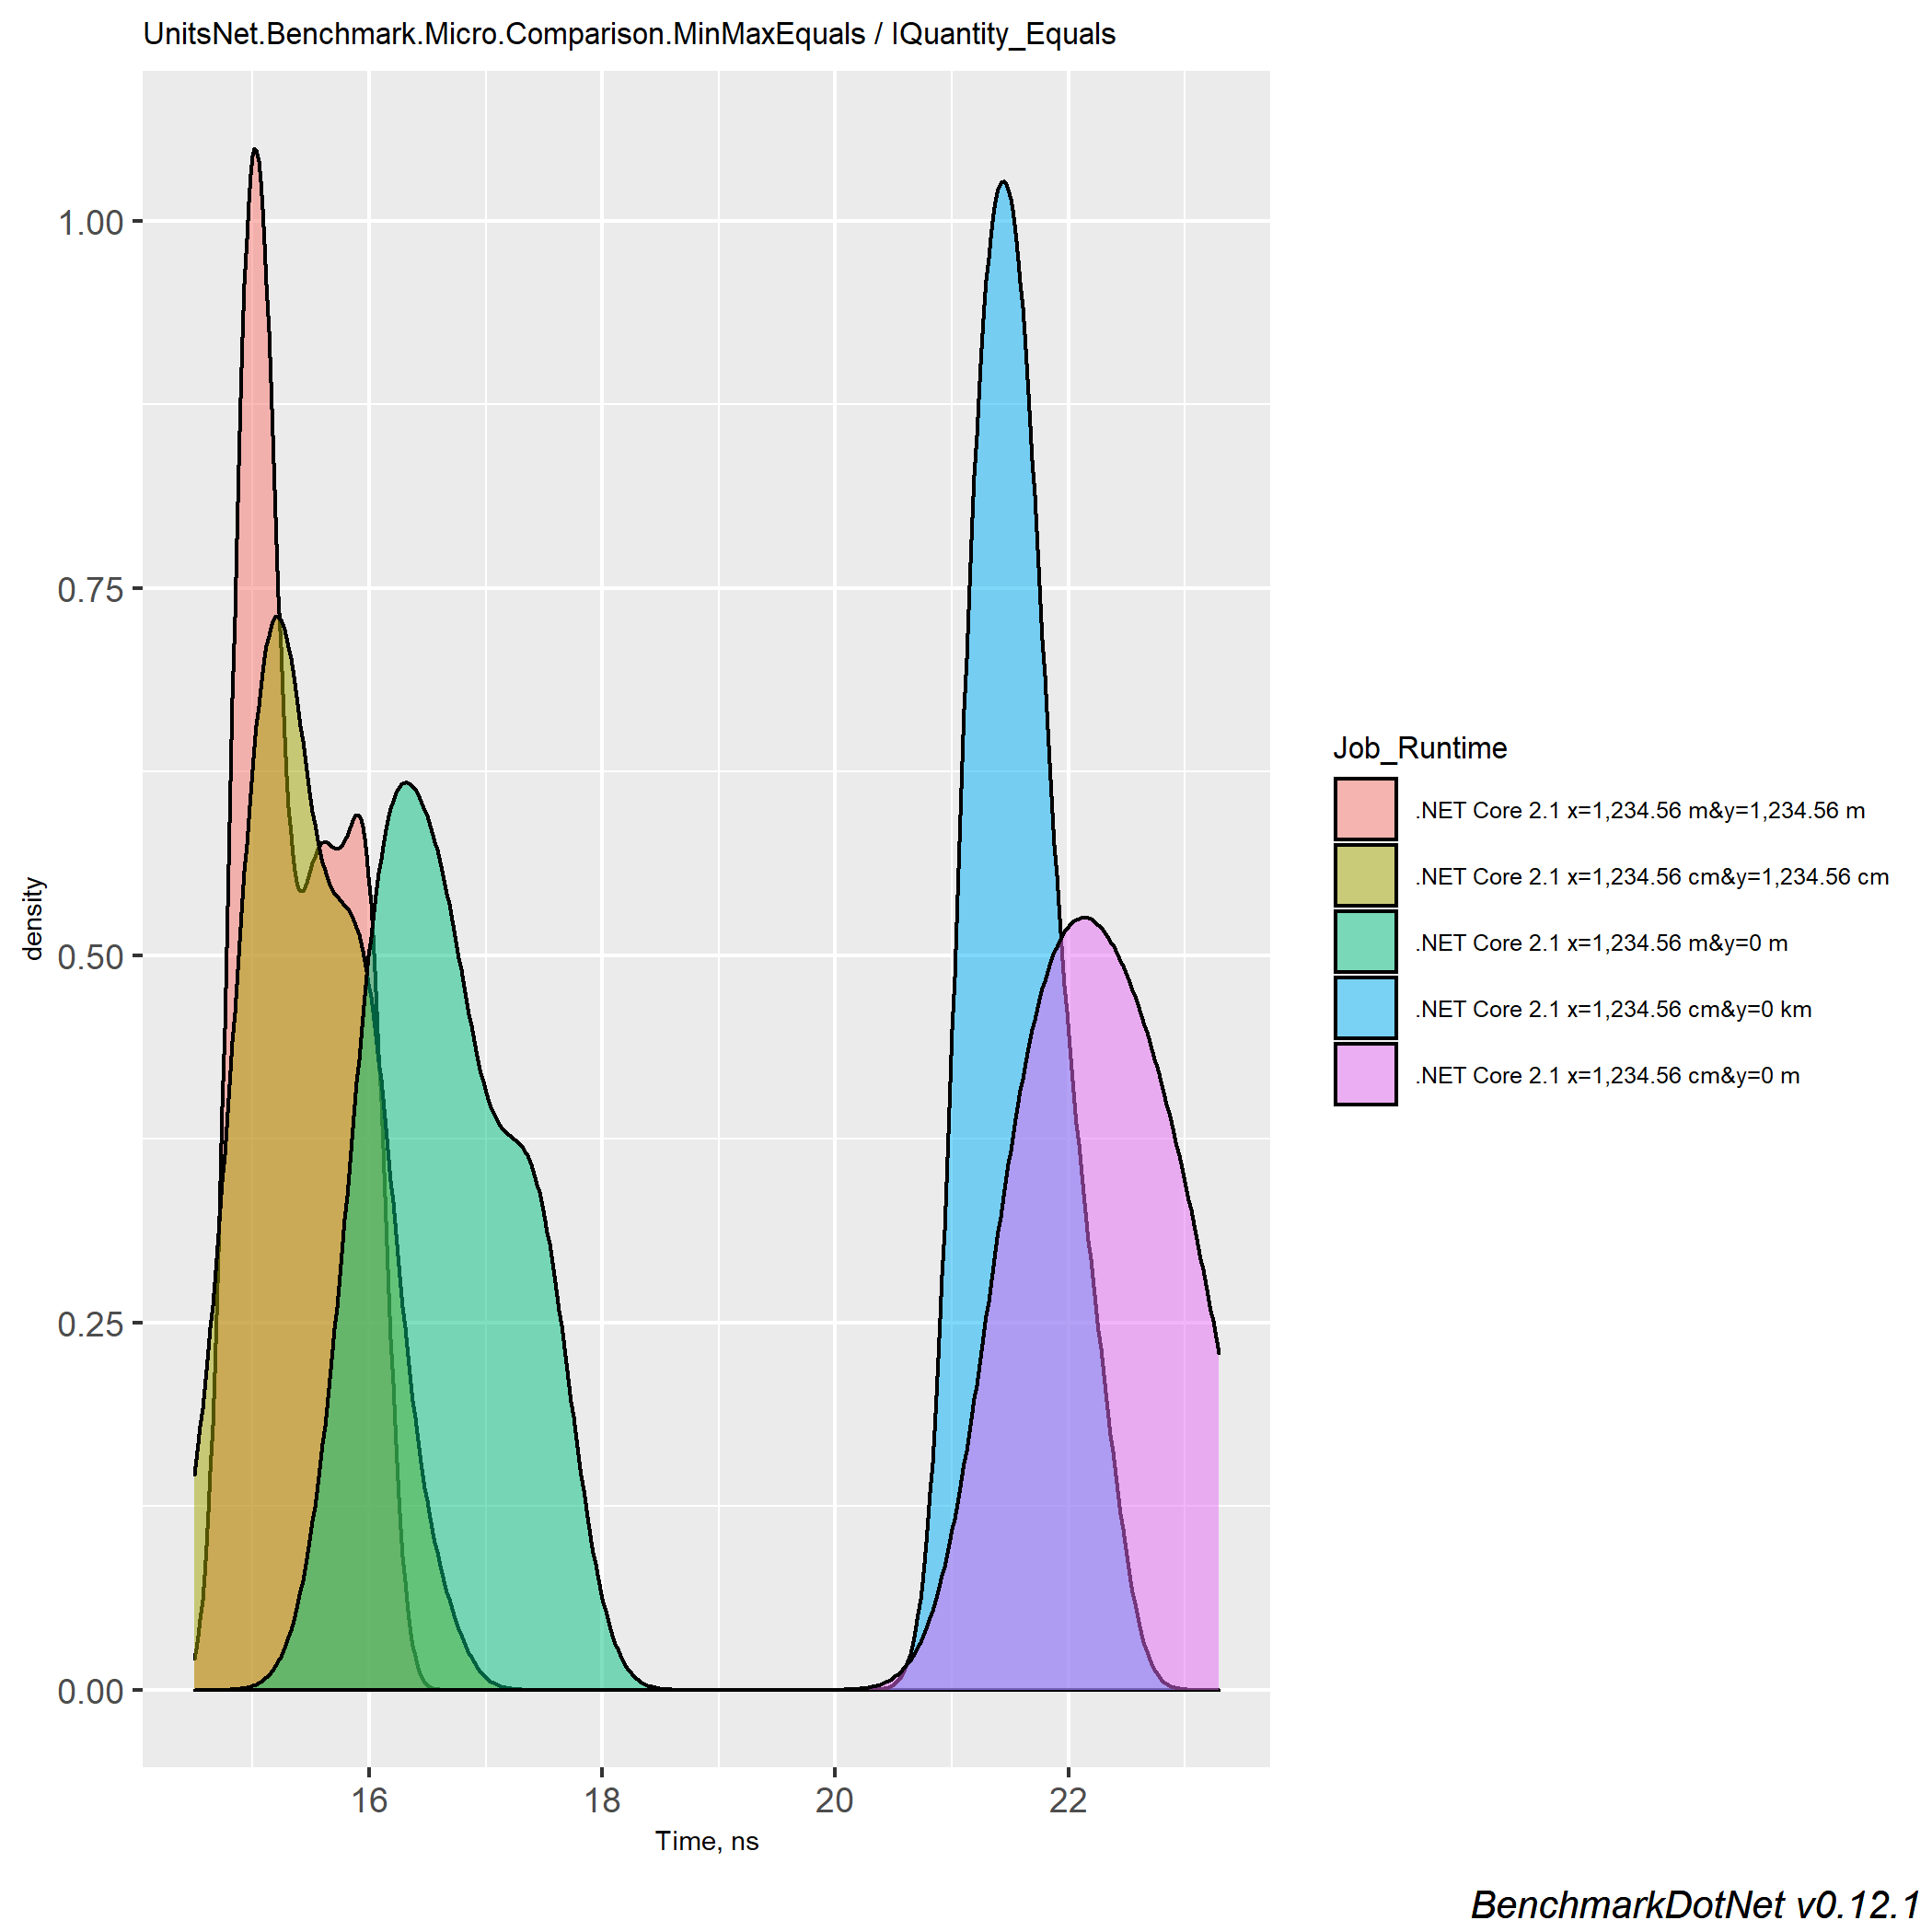 UnitsNet.Benchmark.Micro.Comparison.MinMaxEquals / IQuantity_Equals
1.00
0.75
0.50
0.25
0.00
density
16 18 20 22
Time, ns
Job_Runtime
.NET Core 2.1 x=1,234.56 m&y=1,234.56 m
.NET Core 2.1 x=1,234.56 cm&y=1,234.56 cm
.NET Core 2.1 x=1,234.56 m&y=0 m
.NET Core 2.1 x=1,234.56 cm&y=0 km
.NET Core 2.1 x=1,234.56 cm&y=0 m
BenchmarkDotNet v0.12.1